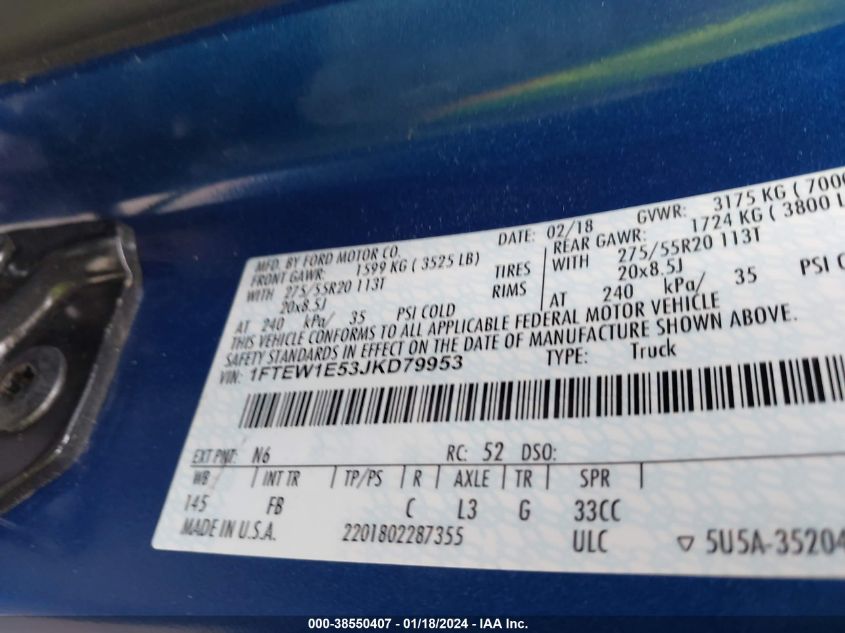 MFD. BY FORD MOTOR CO.
DATE: 02/18 GVWR: 3175 KG ( 700
FRONT GAWR: 1599 KG ( 3525 LB) REAR GAWR: 1724 KG ( 3800 L
WITH 275/55R20 113T TIRES WITH 275/55R20 113T
20x8.5J RIMS 20x8.5J
AT 240 kPa/ 35 PSI COLD AT 240 kPa/ 35 PSI CO
THIS VEHICLE CONFORMS TO ALL APPLICABLE FEDERAL MOTOR VEHICLE
SAFETY STANDARDS IN EFFECT ON THE DATE OF MANUFACTURE SHOWN ABOVE.
VIN: 1FTEW1E53JKD79953 TYPE: Truck
EXT PNT: N6 RC: 52 DSO:
WB INT TR TP/PS R AXLE TR SPR
145 FB C L3 G 33CC
MADE IN U.S.A. 2201802287355 ULC ▽ 5U5A-35204
000-38550407 - 01/18/2024 - IAA Inc.